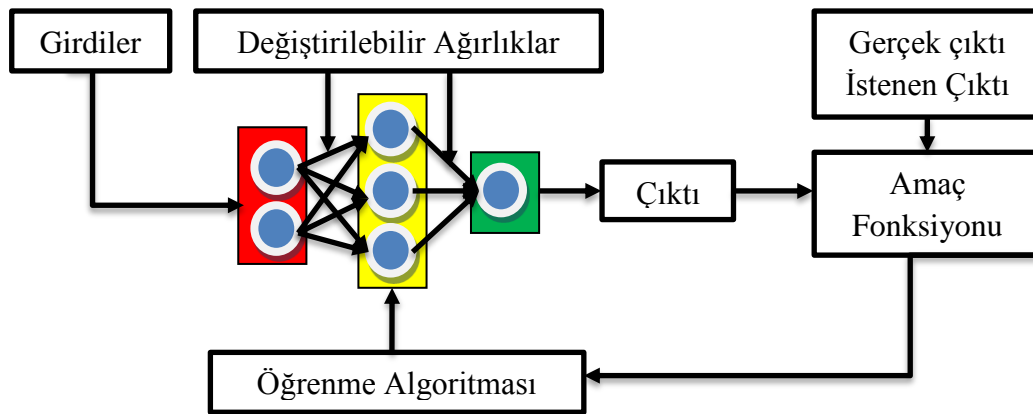 Girdiler
Değiştirilebilir Ağırlıklar
Gerçek çıktı
İstenen Çıktı
Çıktı
Amaç
Fonksiyonu
Öğrenme Algoritması